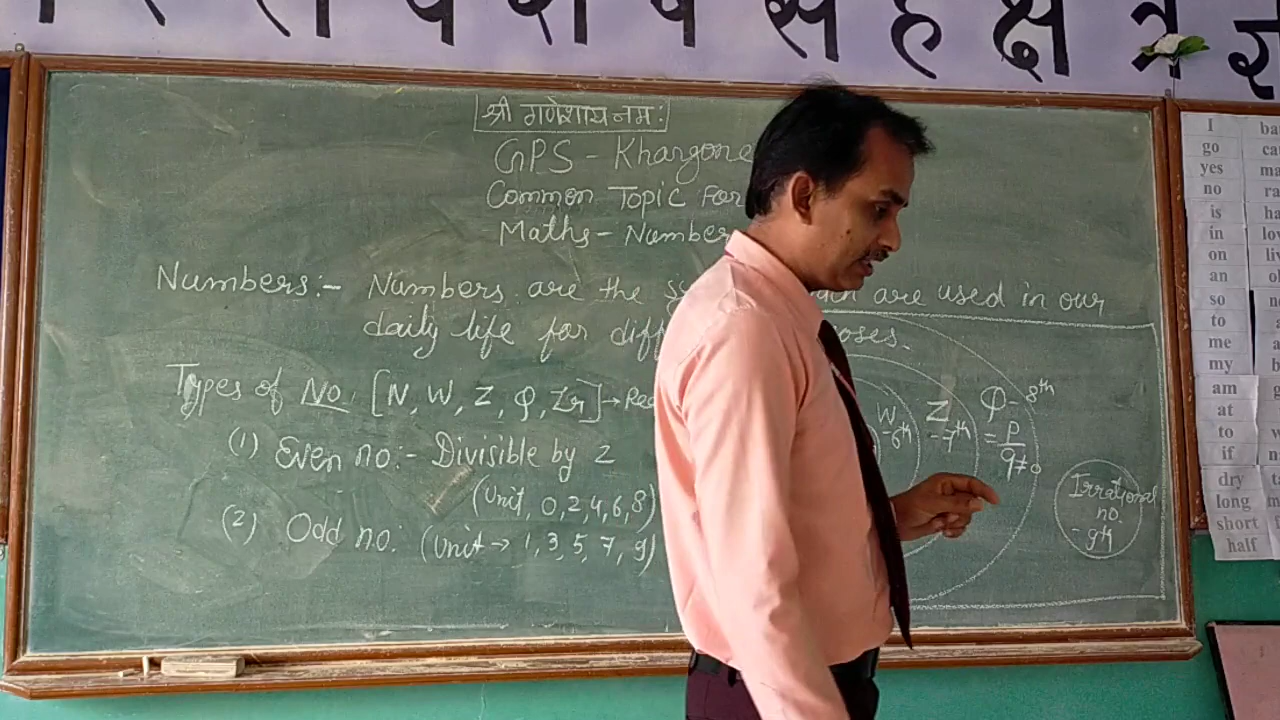 र ल व श ष स ह क्ष त्र ज्ञ
श्री गणेशाय नमः
GPS - Khargone
Common Topic For
Maths - Number
Numbers:- Numbers are the are used in our
daily life for
Types of No. [N, W, Z, Q, Zr] →
(1) Even no:- Divisible by 2
(Unit, 0,2,4,6,8)
(2) Odd no: (Unit → 1, 3, 5, 7, 9)
W
-6th
Z
-7th
Q - 8th
= p
q≠0
Irrational
no.
- 9th
I
go
yes
no
is
in
on
an
so
to
me
my
am
at
to
if
dry
long
short
half